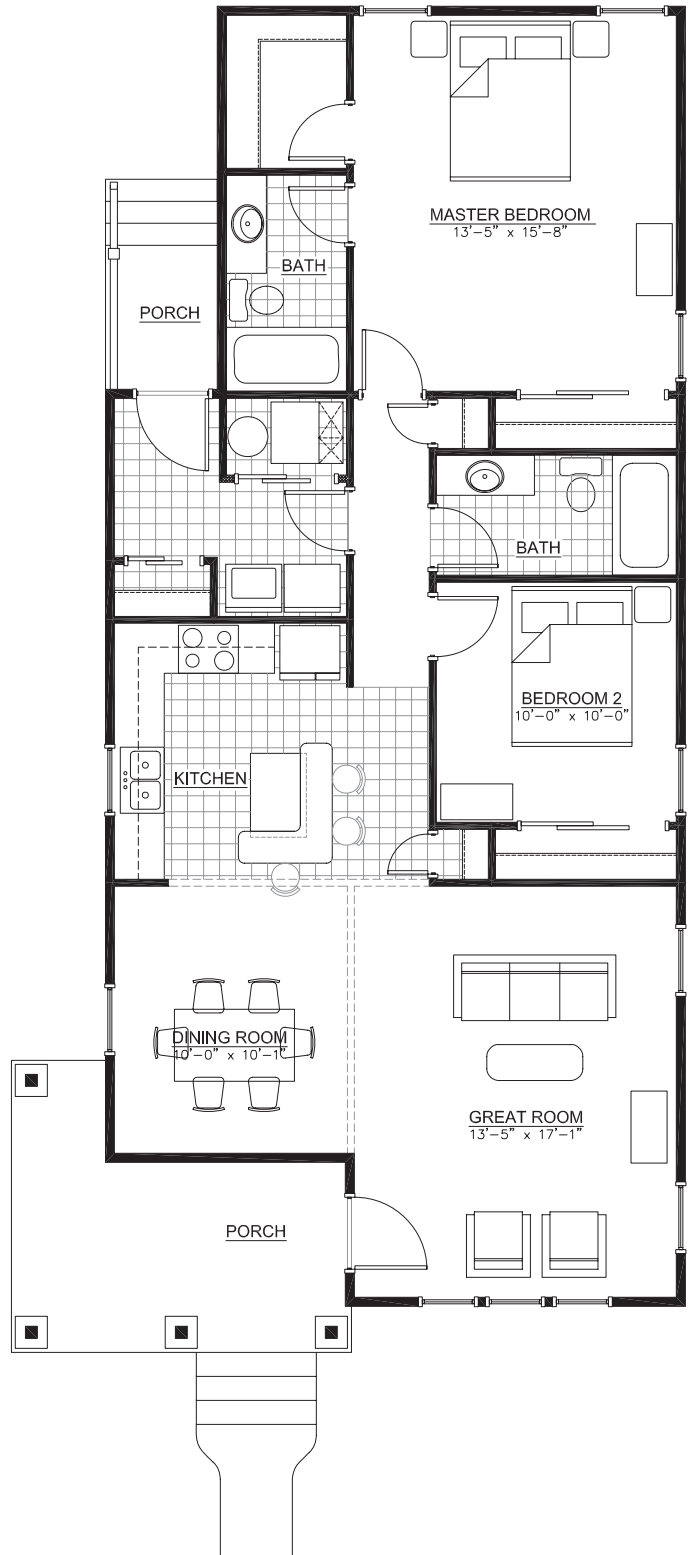 MASTER BEDROOM
13'-5" x 15'-8"
BATH
PORCH
BATH
BEDROOM 2
10'-0" x 10'-0"
KITCHEN
DINING ROOM
10'-0" x 10'-1"
GREAT ROOM
13'-5" x 17'-1"
PORCH